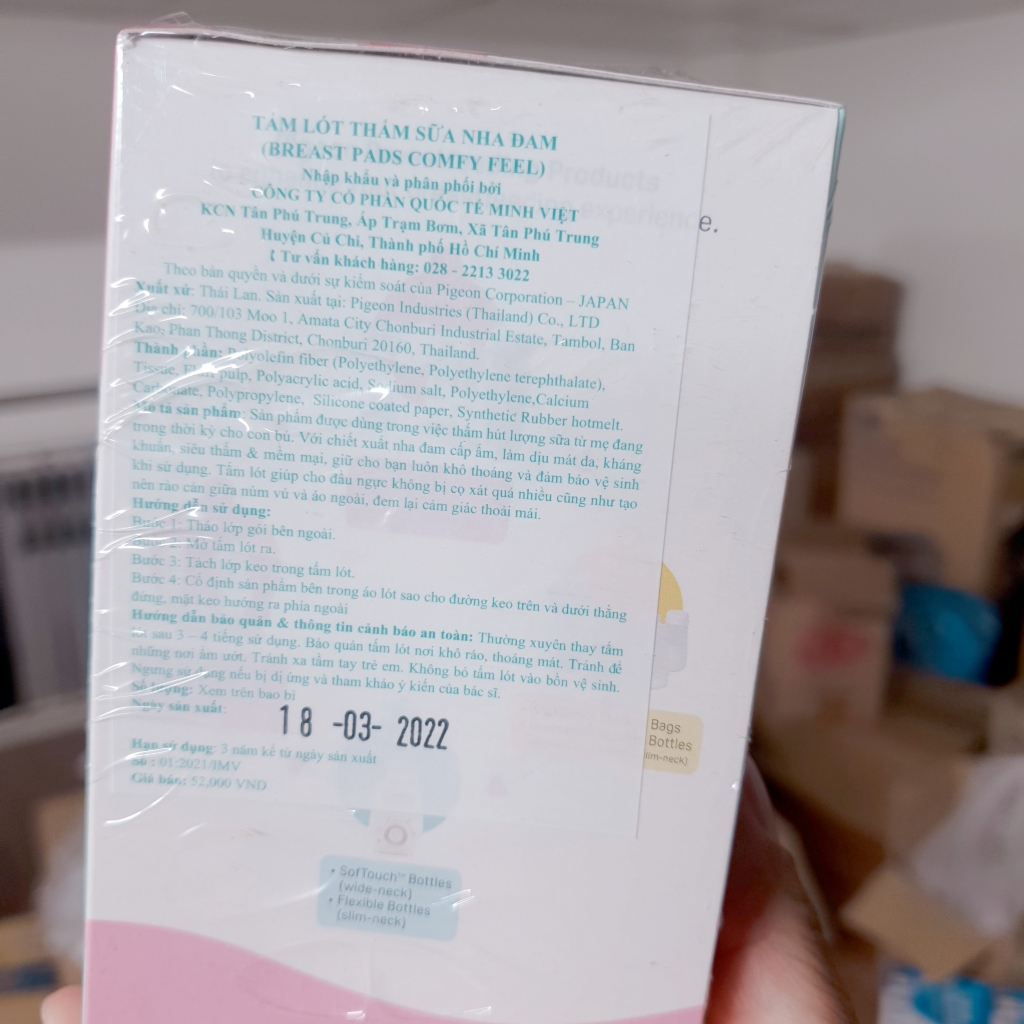 TẤM LÓT THẤM SỮA NHA ĐAM
(BREAST PADS COMFY FEEL)
Products
Nhập khẩu và phân phối bởi
CÔNG TY CỔ PHẦN QUỐC TẾ MINH VIỆT
experience.
KCN Tân Phú Trung, Ấp Trạm Bơm, Xã Tân Phú Trung
Huyện Củ Chi, Thành phố Hồ Chí Minh
Tư vấn khách hàng: 028 - 2213 3022
Theo bản quyền và dưới sự kiểm soát của Pigeon Corporation – JAPAN
Xuất xứ: Thái Lan. Sản xuất tại: Pigeon Industries (Thailand) Co., LTD
Địa chỉ: 700/103 Moo 1, Amata City Chonburi Industrial Estate, Tambol, Ban
Kao, Phan Thong District, Chonburi 20160, Thailand.
Thành phần: Polyolefin fiber (Polyethylene, Polyethylene terephthalate),
Tissue, Fluff pulp, Polyacrylic acid, Sodium salt, Polyethylene,Calcium
Carbonate, Polypropylene, Silicone coated paper, Synthetic Rubber hotmelt.
Mô tả sản phẩm: Sản phẩm được dùng trong việc thấm hút lượng sữa từ mẹ đang
trong thời kỳ cho con bú. Với chiết xuất nha đam cấp ẩm, làm dịu mát da, kháng
khuẩn, siêu thấm & mềm mại, giữ cho bạn luôn khô thoáng và đảm bảo vệ sinh
khi sử dụng. Tấm lót giúp cho đầu ngực không bị cọ xát quá nhiều cũng như tạo
nên rào cản giữa núm vú và áo ngoài, đem lại cảm giác thoải mái.
Hướng dẫn sử dụng:
Bước 1: Tháo lớp gói bên ngoài.
Bước 2: Mở tấm lót ra.
Bước 3: Tách lớp keo trong tấm lót.
Bước 4: Cố định sản phẩm bên trong áo lót sao cho đường keo trên và dưới thẳng
đứng, mặt keo hướng ra phía ngoài
Hướng dẫn bảo quản & thông tin cảnh báo an toàn: Thường xuyên thay tấm
lót sau 3 – 4 tiếng sử dụng. Bảo quản tấm lót nơi khô ráo, thoáng mát. Tránh để
những nơi ẩm ướt. Tránh xa tầm tay trẻ em. Không bỏ tấm lót vào bồn vệ sinh.
Ngưng sử dụng nếu bị dị ứng và tham khảo ý kiến của bác sĩ.
Số lượng: Xem trên bao bì
Ngày sản xuất: 18 -03- 2022
Hạn sử dụng: 3 năm kể từ ngày sản xuất
Số : 01:2021/IMV
Giá bán: 52,000 VND
Bags
Bottles
(slim-neck)
• SofTouch™ Bottles
(wide-neck)
• Flexible Bottles
(slim-neck)